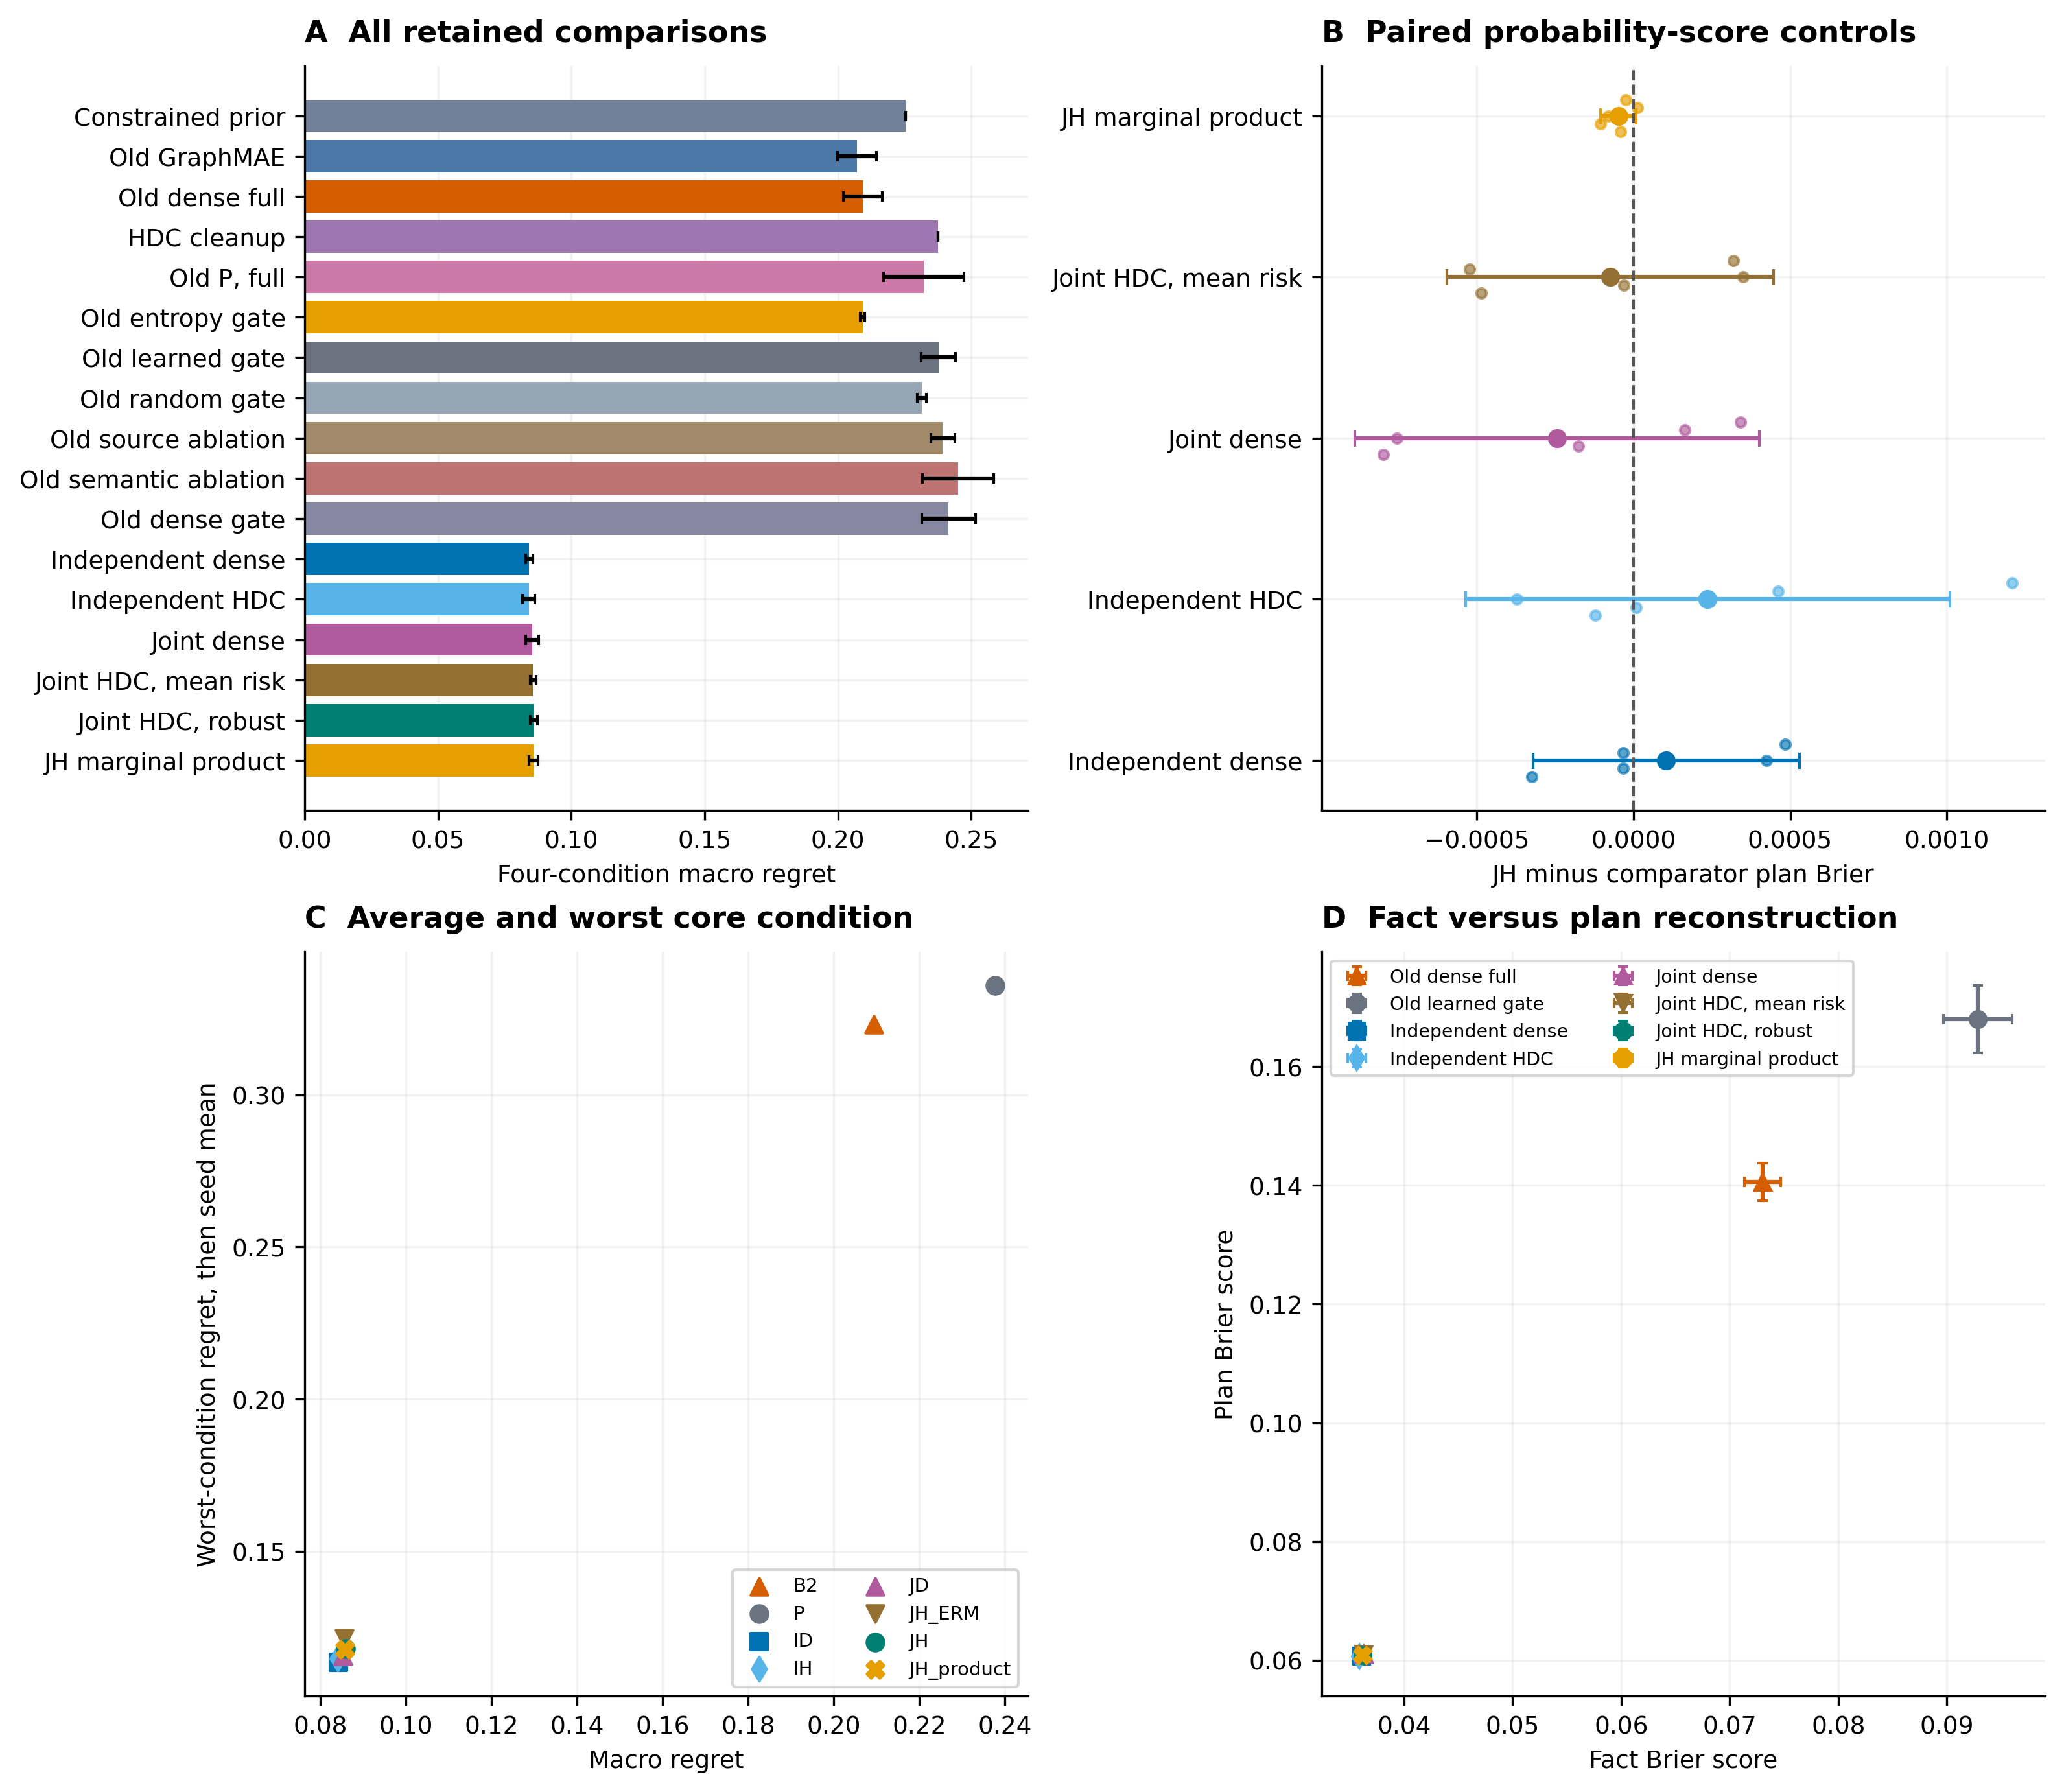 A All retained comparisons
Constrained prior
Old GraphMAE
Old dense full
HDC cleanup
Old P, full
Old entropy gate
Old learned gate
Old random gate
Old source ablation
Old semantic ablation
Old dense gate
Independent dense
Independent HDC
Joint dense
Joint HDC, mean risk
Joint HDC, robust
JH marginal product
0.00 0.05 0.10 0.15 0.20 0.25
Four-condition macro regret
B Paired probability-score controls
JH marginal product
Joint HDC, mean risk
Joint dense
Independent HDC
Independent dense
−0.0005 0.0000 0.0005 0.0010
JH minus comparator plan Brier
C Average and worst core condition
Worst-condition regret, then seed mean
0.30
0.25
0.20
0.15
B2 JD
P JH_ERM
ID JH
IH JH_product
0.08 0.10 0.12 0.14 0.16 0.18 0.20 0.22 0.24
Macro regret
D Fact versus plan reconstruction
Old dense full Joint dense
Old learned gate Joint HDC, mean risk
Independent dense Joint HDC, robust
Independent HDC JH marginal product
Plan Brier score
0.16
0.14
0.12
0.10
0.08
0.06
0.04 0.05 0.06 0.07 0.08 0.09
Fact Brier score